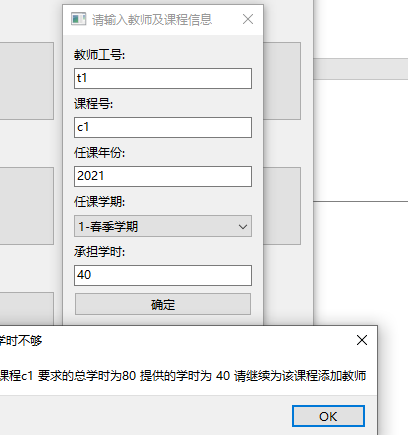 请输入教师及课程信息
教师工号:
t1
课程号:
c1
任课年份:
2021
任课学期:
1-春季学期
承担学时:
40
确定
学时不够
课程c1 要求的总学时为80 提供的学时为 40 请继续为该课程添加教师
OK